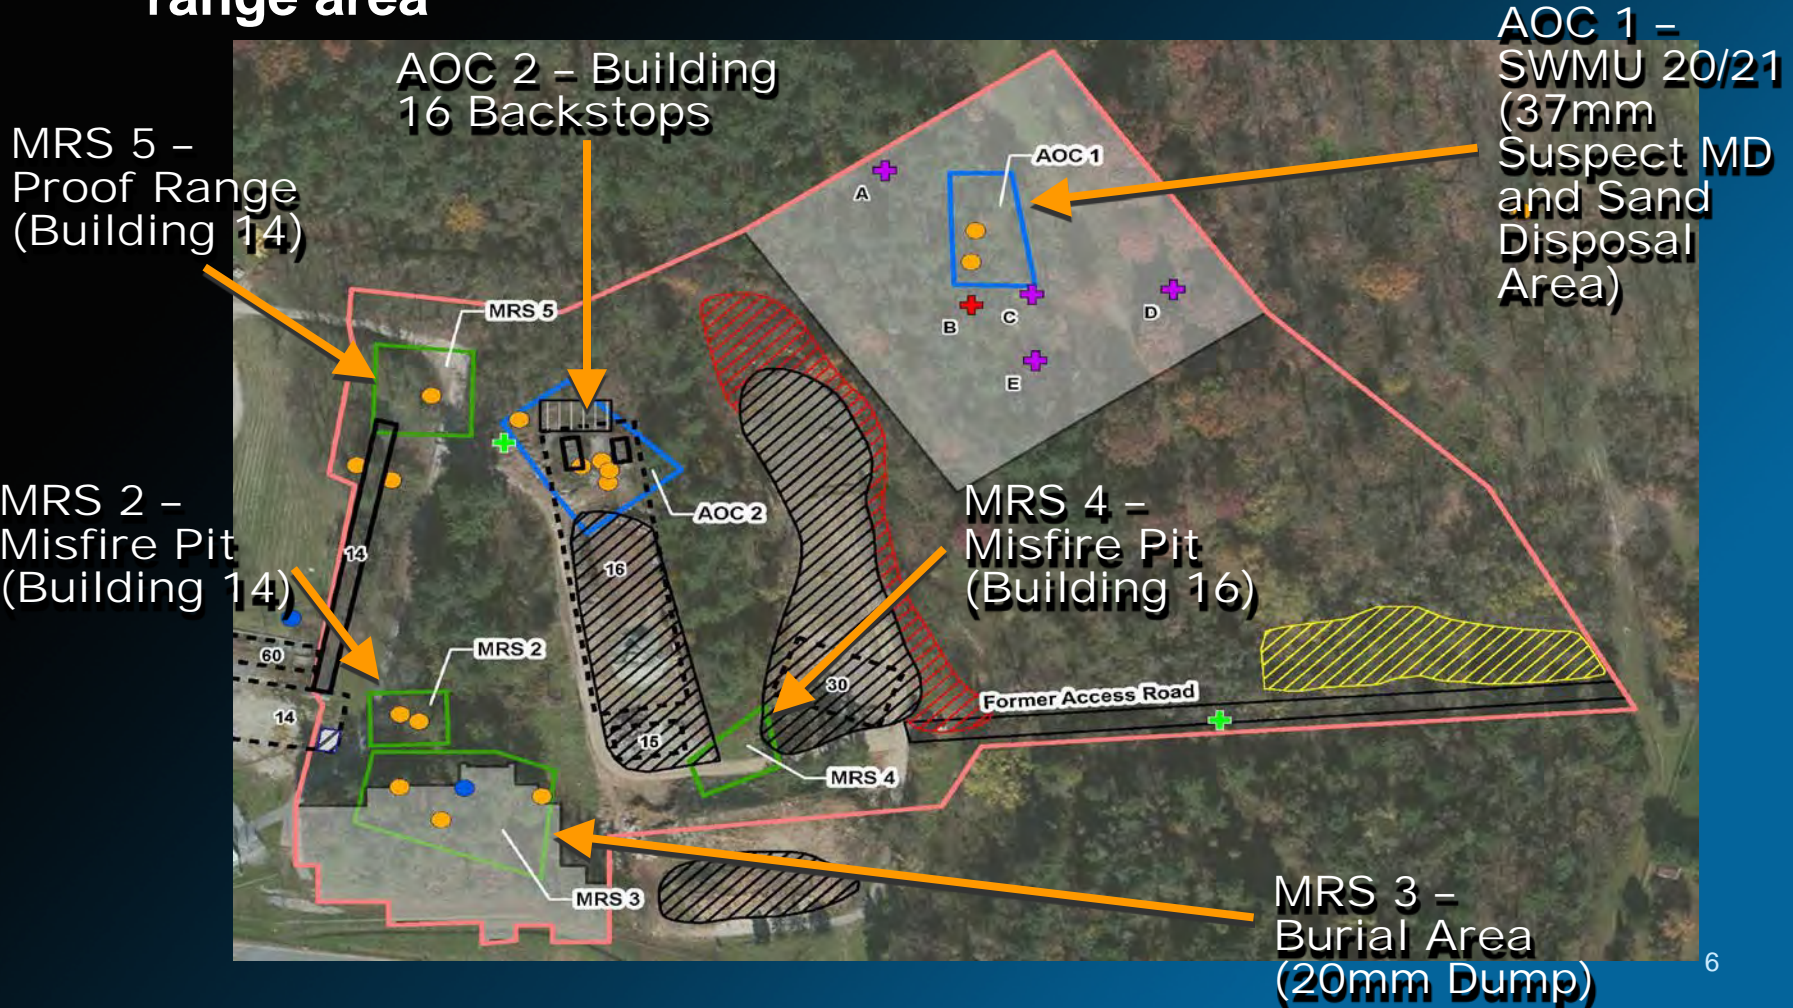 range area
AOC 1 –
SWMU 20/21
(37mm
Suspect MD
and Sand
Disposal
Area)
AOC 2 – Building
16 Backstops
MRS 5 –
Proof Range
(Building 14)
AOC 1
A
B
C
D
E
MRS 5
AOC 2
MRS 2 –
Misfire Pit
(Building 14)
MRS 4 –
Misfire Pit
(Building 16)
14
16
60
14
MRS 2
30
15
Former Access Road
MRS 4
MRS 3
MRS 3 –
Burial Area
(20mm Dump)
6